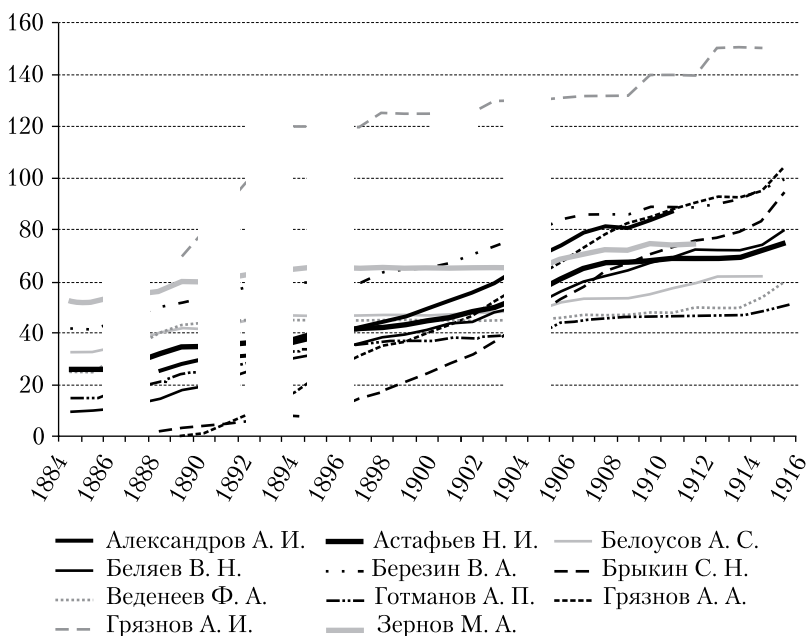 160
140
120
100
80
60
40
20
0
1884 1886 1888 1890 1892 1894 1896 1898 1900 1902 1904 1906 1908 1910 1912 1914 1916
Александров А. И. Астафьев Н. И. Белоусов А. С.
Беляев В. Н. Березин В. А. Брыкин С. Н.
Веденеев Ф. А. Готманов А. П. Грязнов А. А.
Грязнов А. И. Зернов М. А.